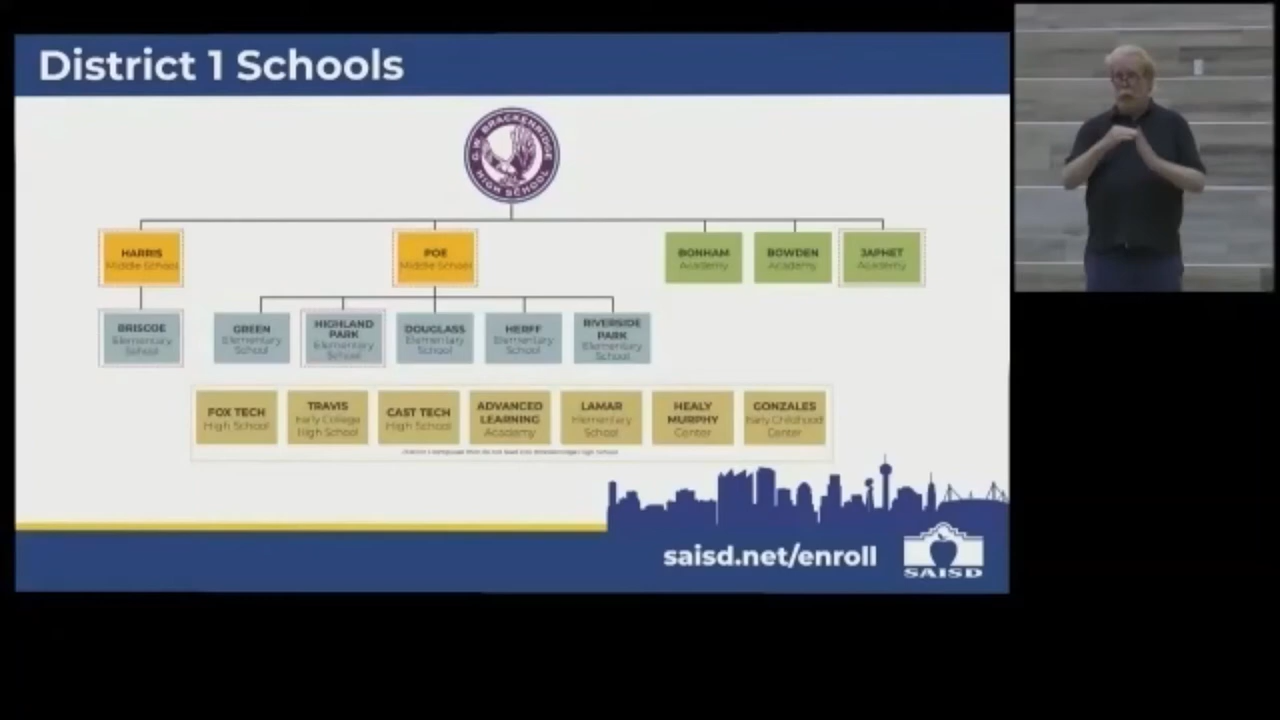 District 1 Schools
G.W. BRACKENRIDGE
HIGH SCHOOL
HARRIS
Middle School
POE
Middle School
BONHAM
Academy
BOWDEN
Academy
JAPHET
Academy
BRISCOE
Elementary
School
GREEN
Elementary
School
HIGHLAND
PARK
Elementary
School
DOUGLASS
Elementary
School
HERFF
Elementary
School
RIVERSIDE
PARK
Elementary
School
FOX TECH
High School
TRAVIS
Early College
High School
CAST TECH
High School
ADVANCED
LEARNING
Academy
LAMAR
Elementary
School
HEALY
MURPHY
Center
GONZALES
Early Childhood
Center
saisd.net/enroll
SAISD